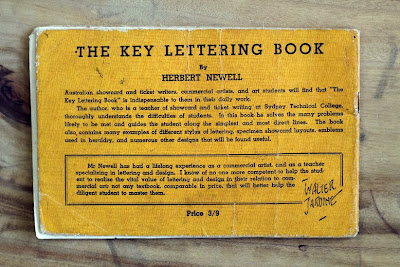 THE KEY LETTERING BOOK
By
HERBERT NEWELL
Australian showcard and ticket writers, commercial artists, and art students will find that "The
Key Lettering Book" is indispensable to them in their daily work.
The author, who is a teacher of showcard and ticket writing at Sydney Technical College,
thoroughly understands the difficulties of students. In this book he solves the many problems
likely to be met and guides the student along the simplest and most direct lines. The book
also contains many examples of different styles of lettering, specimen showcard layouts, emblems
used in heraldry, and numerous other designs that will be found useful.
Mr Newell has had a lifelong experience as a commercial artist, and as a teacher
specializing in lettering and design. I know of no one more competent to help the stud-
ent to realize the vital value of lettering and design in their relation to com-
mercial art: not any textbook, comparable in price, that will better help the
diligent student to master them.
WALTER
JARDINE
Price 3/9